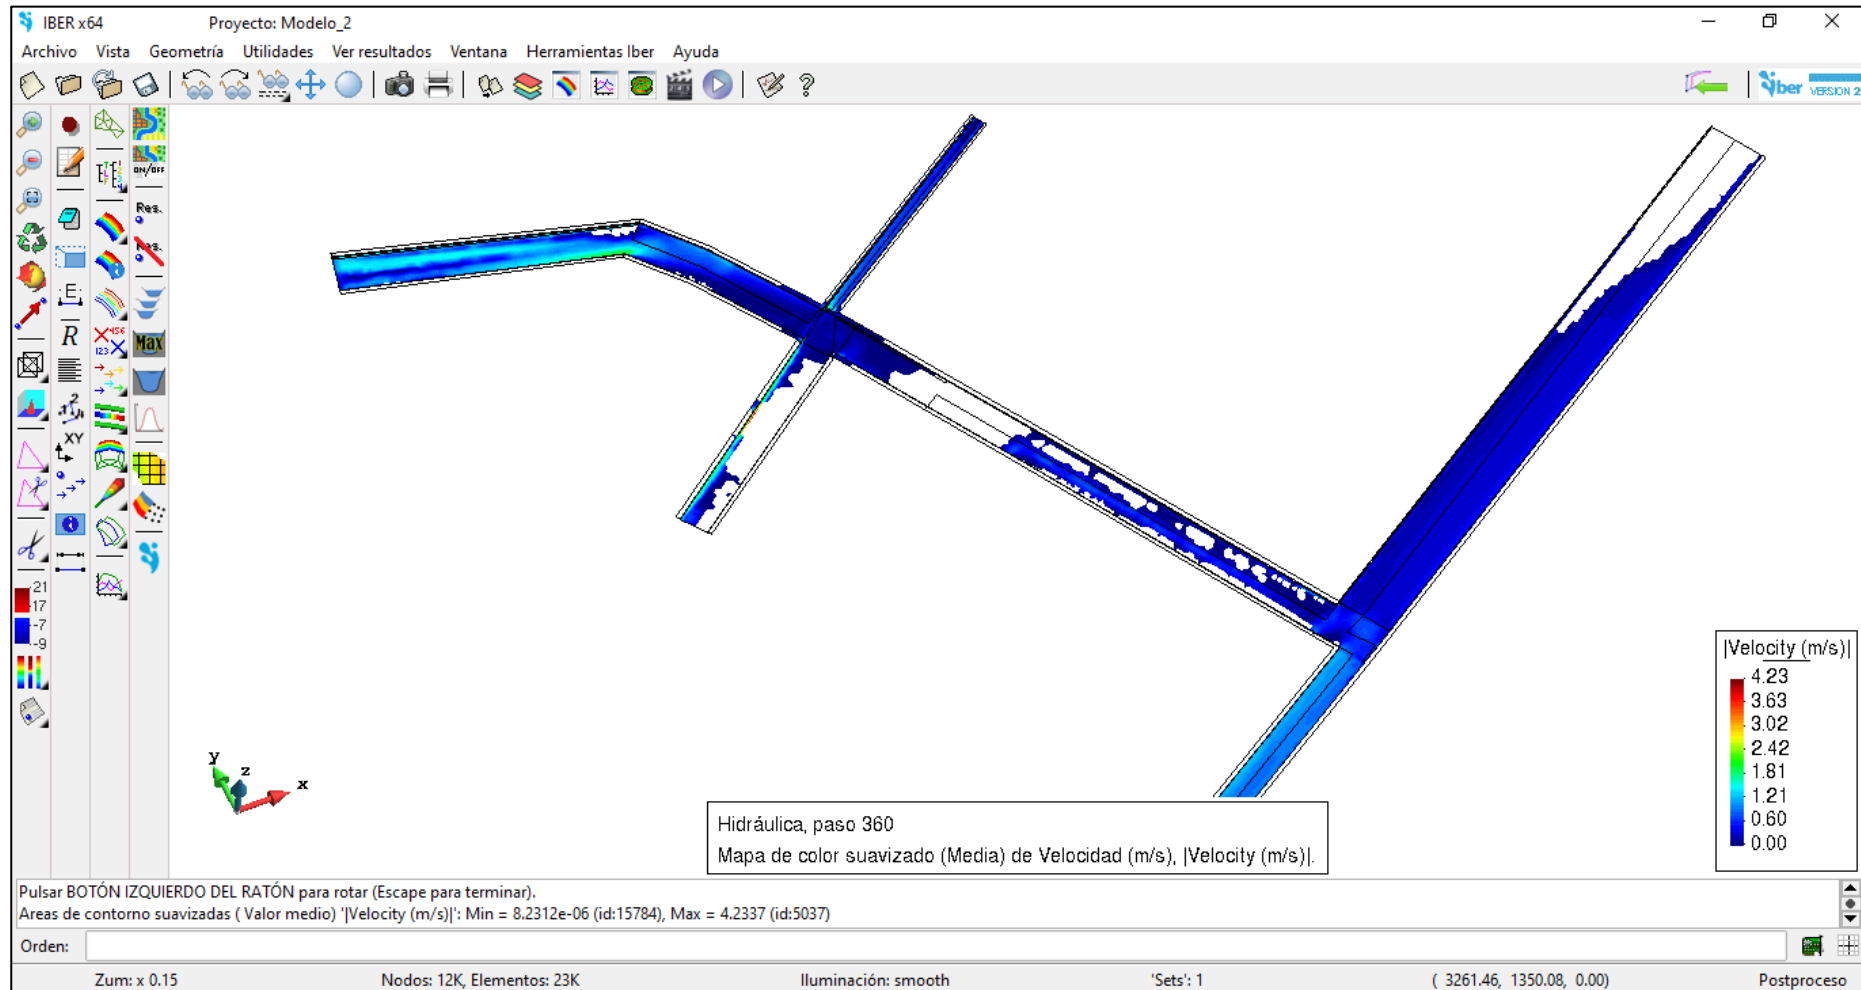 IBER x64
Proyecto: Modelo_2
Archivo Vista Geometría Utilidades Ver resultados Ventana Herramientas Iber Ayuda
iber VERSION 2
ON/OFF
Res.
Res.
E
R
Max
XY
21
17
-7
-9
y
z
x
|Velocity (m/s)|
4.23
3.63
3.02
2.42
1.81
1.21
0.60
0.00
Hidráulica, paso 360
Mapa de color suavizado (Media) de Velocidad (m/s), |Velocity (m/s)|.
Pulsar BOTÓN IZQUIERDO DEL RATÓN para rotar (Escape para terminar).
Areas de contorno suavizadas ( Valor medio) '|Velocity (m/s)|': Min = 8.2312e-06 (id:15784), Max = 4.2337 (id:5037)
Orden:
Zum: x 0.15 Nodos: 12K, Elementos: 23K Iluminación: smooth 'Sets': 1 ( 3261.46, 1350.08, 0.00) Postproceso